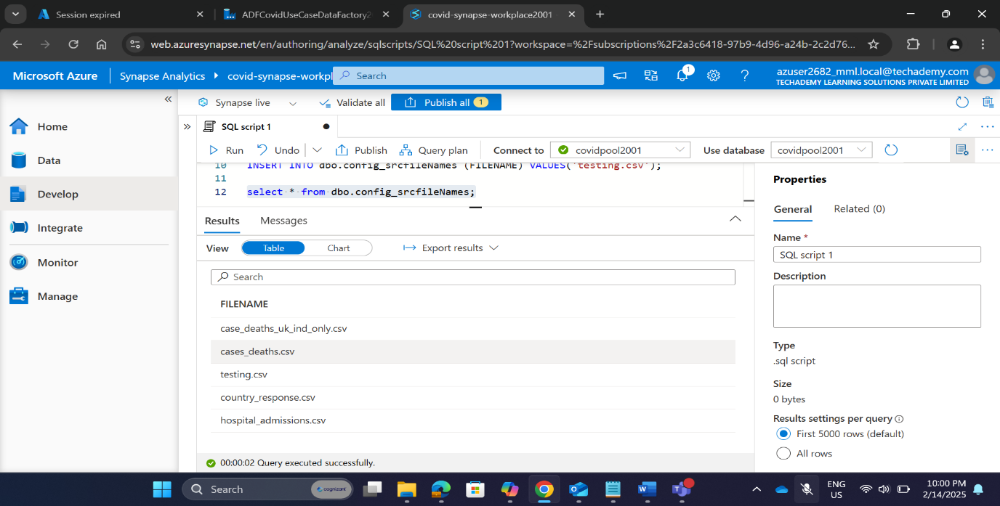 Session expired
ADFCovidUseCaseDataFactory2
covid-synapse-workplace2001
web.azuresynapse.net/en/authoring/analyze/sqlscripts/SQL%20script%201?workspace=%2Fsubscriptions%2F2a3c6418-97b9-4d96-a24b-2c2d76...
Microsoft Azure
Synapse Analytics
covid-synapse-workpl
Search
1
azuser2682_mml.local@techademy.com
TECHADEMY LEARNING SOLUTIONS PRIVATE LIMITED
Synapse live
Validate all
Publish all 1
Home
Data
Develop
Integrate
Monitor
Manage
SQL script 1
Run
Undo
Publish
Query plan
Connect to
covidpool2001
Use database
covidpool2001
10 INSERT INTO dbo.config_srcfileNames (FILENAME) VALUES('testing.csv');
11
12 select * from dbo.config_srcfileNames;
Results
Messages
View
Table
Chart
Export results
Search
FILENAME
case_deaths_uk_ind_only.csv
cases_deaths.csv
testing.csv
country_response.csv
hospital_admissions.csv
00:00:02 Query executed successfully.
Properties
General
Related (0)
Name *
SQL script 1
Description
Type
.sql script
Size
0 bytes
Results settings per query
First 5000 rows (default)
All rows
Search
cognizant
ENG
US
10:00 PM
2/14/2025